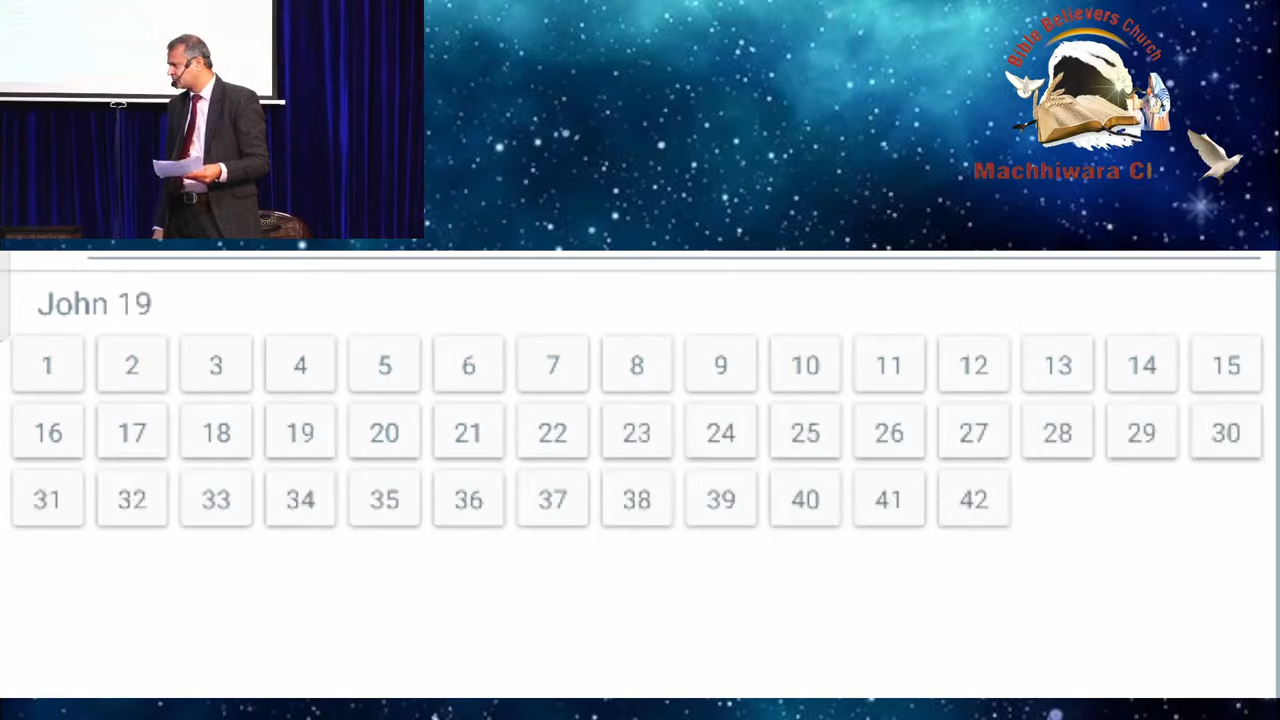 Bible Believers Church
Machhiwara CI
John 19
1 2 3 4 5 6 7 8 9 10 11 12 13 14 15
16 17 18 19 20 21 22 23 24 25 26 27 28 29 30
31 32 33 34 35 36 37 38 39 40 41 42